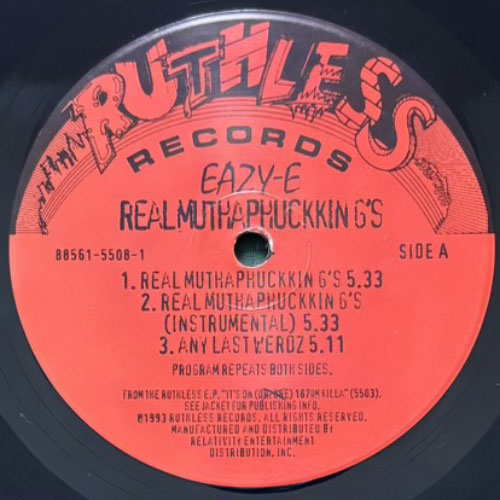 RUTHLESS
RECORDS
EAZY-E
REAL MUTHAPHUCKKIN G'S
88561-5508-1
SIDE A
1. REAL MUTHAPHUCKKIN G'S 5.33
2. REAL MUTHAPHUCKKIN G'S
(INSTRUMENTAL) 5.33
3. ANY LAST WERDZ 5.11
PROGRAM REPEATS BOTH SIDES.
FROM THE RUTHLESS E.P. "IT'S ON 187UM KILLA" (5503).
SEE JACKET FOR PUBLISHING INFO.
©1993 RUTHLESS RECORDS. ALL RIGHTS RESERVED.
MANUFACTURED AND DISTRIBUTED BY
RELATIVITY ENTERTAINMENT
DISTRIBUTION, INC.